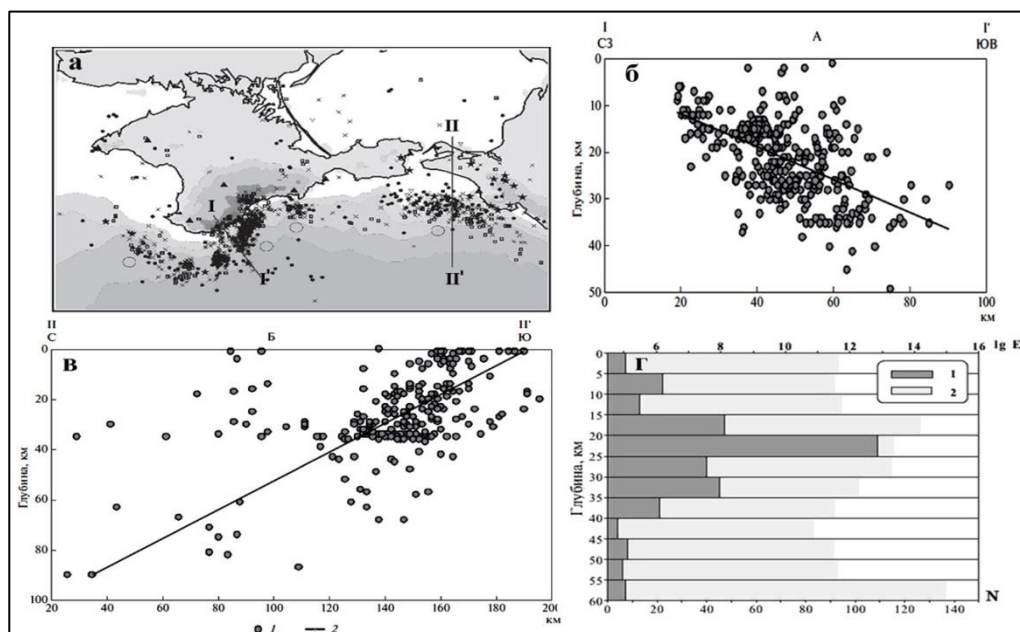 а
I
I'
II
II'
I I'
СЗ А ЮВ
б
0
10
20
30
40
50
Глубина, км
0 20 40 60 80 100
км
II II'
С Б Ю
В
0
20
40
60
80
100
Глубина, км
20 40 60 80 100 120 140 160 180 200
км
1 2
Г
6 8 10 12 14 16 lg E
1
2
0
5
10
15
20
25
30
35
40
45
50
55
60
Глубина, км
0 20 40 60 80 100 120 140 N